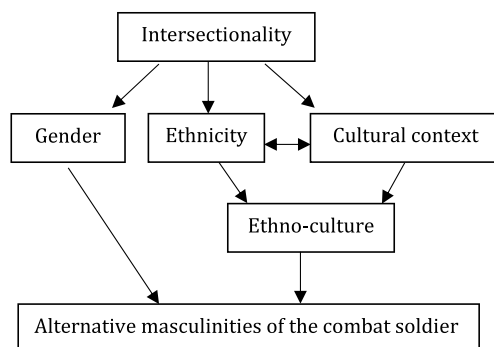 Intersectionality
Gender
Ethnicity
Cultural context
Ethno-culture
Alternative masculinities of the combat soldier